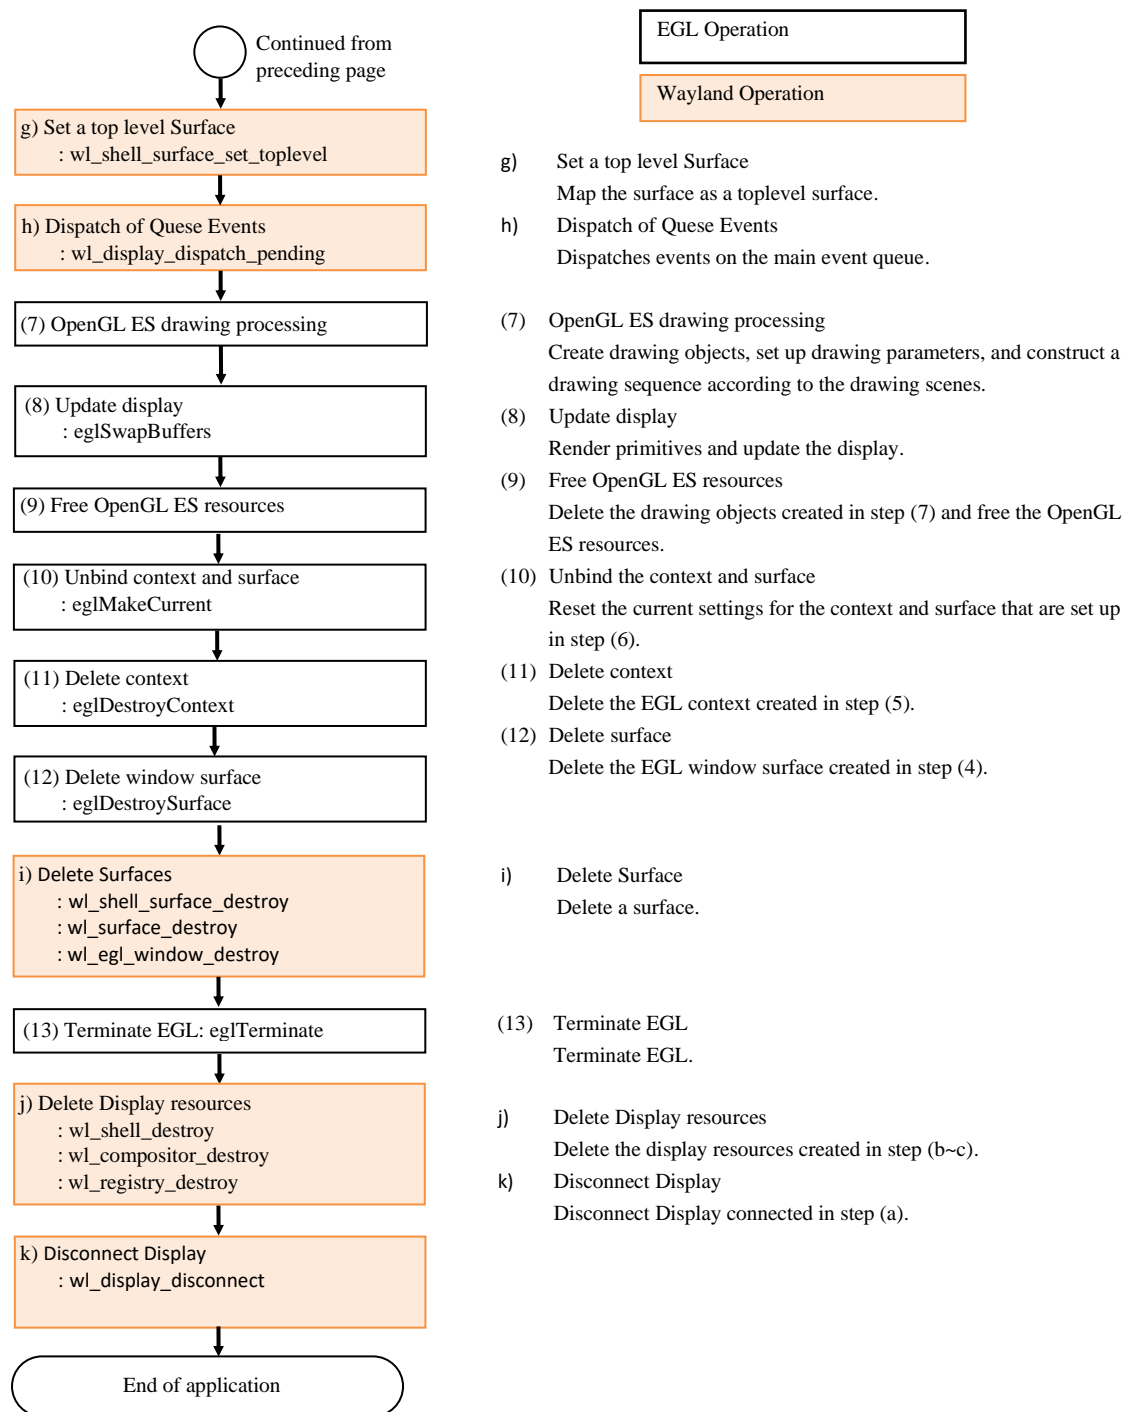 Continued from
preceding page
g) Set a top level Surface
: wl_shell_surface_set_toplevel
h) Dispatch of Quese Events
: wl_display_dispatch_pending
(7) OpenGL ES drawing processing
(8) Update display
: eglSwapBuffers
(9) Free OpenGL ES resources
(10) Unbind context and surface
: eglMakeCurrent
(11) Delete context
: eglDestroyContext
(12) Delete window surface
: eglDestroySurface
i) Delete Surfaces
: wl_shell_surface_destroy
: wl_surface_destroy
: wl_egl_window_destroy
(13) Terminate EGL: eglTerminate
j) Delete Display resources
: wl_shell_destroy
: wl_compositor_destroy
: wl_registry_destroy
k) Disconnect Display
: wl_display_disconnect
End of application
EGL Operation
Wayland Operation
g) Set a top level Surface
Map the surface as a toplevel surface.
h) Dispatch of Quese Events
Dispatches events on the main event queue.
(7) OpenGL ES drawing processing
Create drawing objects, set up drawing parameters, and construct a
drawing sequence according to the drawing scenes.
(8) Update display
Render primitives and update the display.
(9) Free OpenGL ES resources
Delete the drawing objects created in step (7) and free the OpenGL
ES resources.
(10) Unbind the context and surface
Reset the current settings for the context and surface that are set up
in step (6).
(11) Delete context
Delete the EGL context created in step (5).
(12) Delete surface
Delete the EGL window surface created in step (4).
i) Delete Surface
Delete a surface.
(13) Terminate EGL
Terminate EGL.
j) Delete Display resources
Delete the display resources created in step (b~c).
k) Disconnect Display
Disconnect Display connected in step (a).